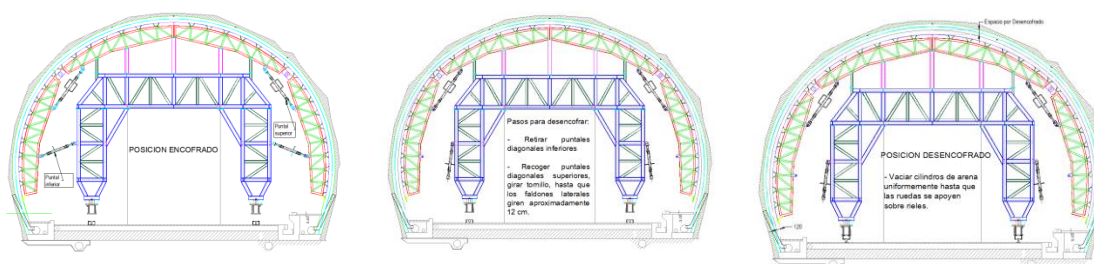 Puntal
superior
POSICION ENCOFRADO
Puntal
inferior
Pasos para desencofrar:
- Retirar puntales
diagonales inferiores
- Recoger puntales
diagonales superiores,
girar tornillo, hasta que
los faldones laterales
giren aproximadamente
12 cm.
Espacio por Desencofrado
POSICION DESENCOFRADO
- Vaciar cilindros de arena
uniformemente hasta que
las ruedas se apoyen
sobre rieles.
120